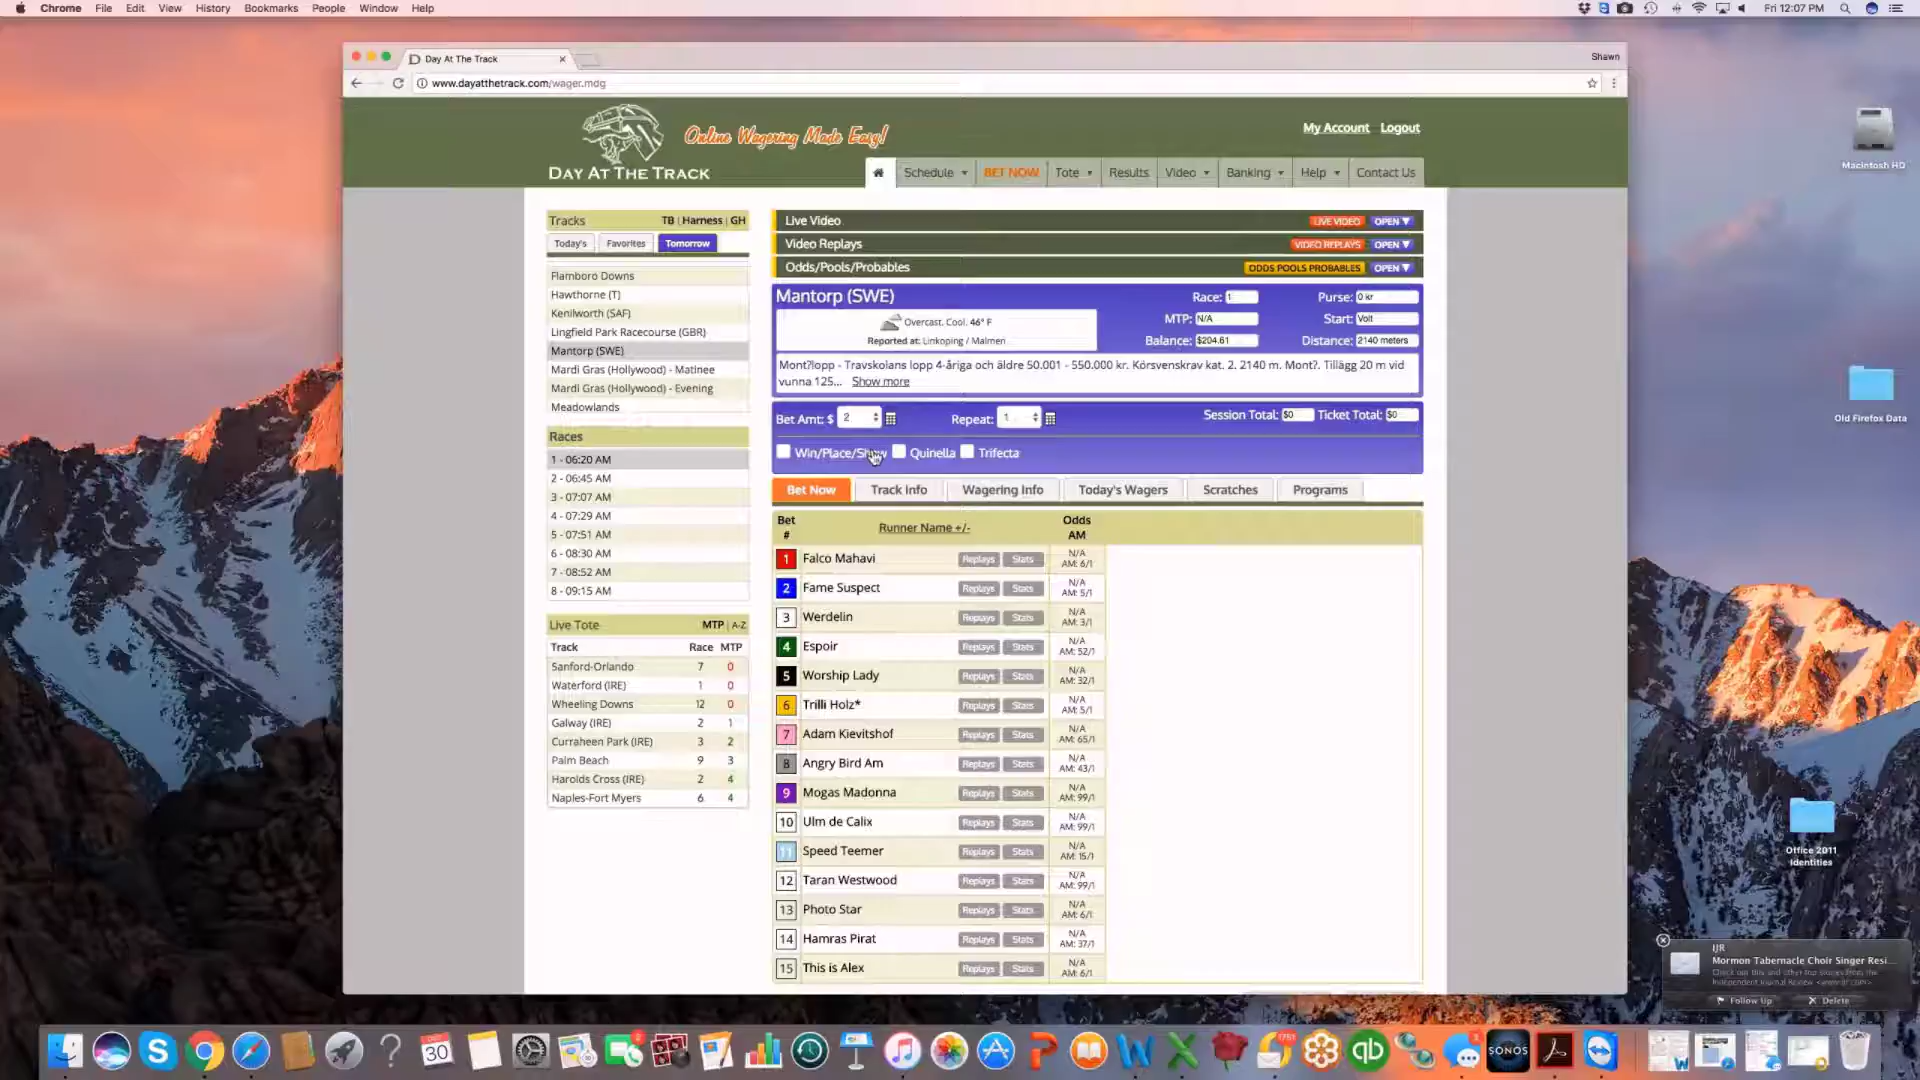 Chrome File Edit View History Bookmarks People Window Help
Fri 12:07 PM
Day At The Track
Shawn
www.dayatthetrack.com/wager.mdg
Online Wagering Made Easy!
My Account Logout
DAY AT THE TRACK
Schedule BET NOW Tote Results Video Banking Help Contact Us
Tracks TB | Harness | GH
Today's Favorites Tomorrow
Flamboro Downs
Hawthorne (T)
Kenilworth (SAF)
Lingfield Park Racecourse (GBR)
Mantorp (SWE)
Mardi Gras (Hollywood) - Matinee
Mardi Gras (Hollywood) - Evening
Meadowlands
Races
1 - 06:20 AM
2 - 06:45 AM
3 - 07:07 AM
4 - 07:29 AM
5 - 07:51 AM
6 - 08:30 AM
7 - 08:52 AM
8 - 09:15 AM
Live Tote MTP | A-Z
Track Race MTP
Sanford-Orlando 7 0
Waterford (IRE) 1 0
Wheeling Downs 12 0
Galway (IRE) 2 1
Curraheen Park (IRE) 3 2
Palm Beach 9 3
Harolds Cross (IRE) 2 4
Naples-Fort Myers 6 4
Live Video LIVE VIDEO OPEN ▼
Video Replays VIDEO REPLAYS OPEN ▼
Odds/Pools/Probables ODDS POOLS PROBABLES OPEN ▼
Mantorp (SWE) Race: 1 Purse: 0 kr
Overcast. Cool. 46° F MTP: N/A Start: Volt
Reported at: Linkoping / Malmen Balance: $204.61 Distance: 2140 meters
Mont?lopp - Travskolans lopp 4-åriga och äldre 50.001 - 550.000 kr. Körsvenskrav kat. 2. 2140 m. Mont?. Tillägg 20 m vid
vunna 125... Show more
Bet Amt: $ 2 Repeat: 1 Session Total: $0 Ticket Total: $0
Win/Place/Show Quinella Trifecta
Bet Now Track Info Wagering Info Today's Wagers Scratches Programs
Bet # Runner Name +/- Odds AM
1 Falco Mahavi Replays Stats N/A AM: 6/1
2 Fame Suspect Replays Stats N/A AM: 5/1
3 Werdelin Replays Stats N/A AM: 3/1
4 Espoir Replays Stats N/A AM: 52/1
5 Worship Lady Replays Stats N/A AM: 32/1
6 Trilli Holz* Replays Stats N/A AM: 5/1
7 Adam Kievitshof Replays Stats N/A AM: 65/1
8 Angry Bird Am Replays Stats N/A AM: 43/1
9 Mogas Madonna Replays Stats N/A AM: 99/1
10 Ulm de Calix Replays Stats N/A AM: 99/1
11 Speed Teemer Replays Stats N/A AM: 15/1
12 Taran Westwood Replays Stats N/A AM: 99/1
13 Photo Star Replays Stats N/A AM: 6/1
14 Hamras Pirat Replays Stats N/A AM: 37/1
15 This is Alex Replays Stats N/A AM: 6/1
Macintosh HD
Old Firefox Data
Office 2011
Identities
IJR
Mormon Tabernacle Choir Singer Resi...
Check out this and other top stories from the
Independent Journal Review
Follow Up Delete
DEC
30
SONOS